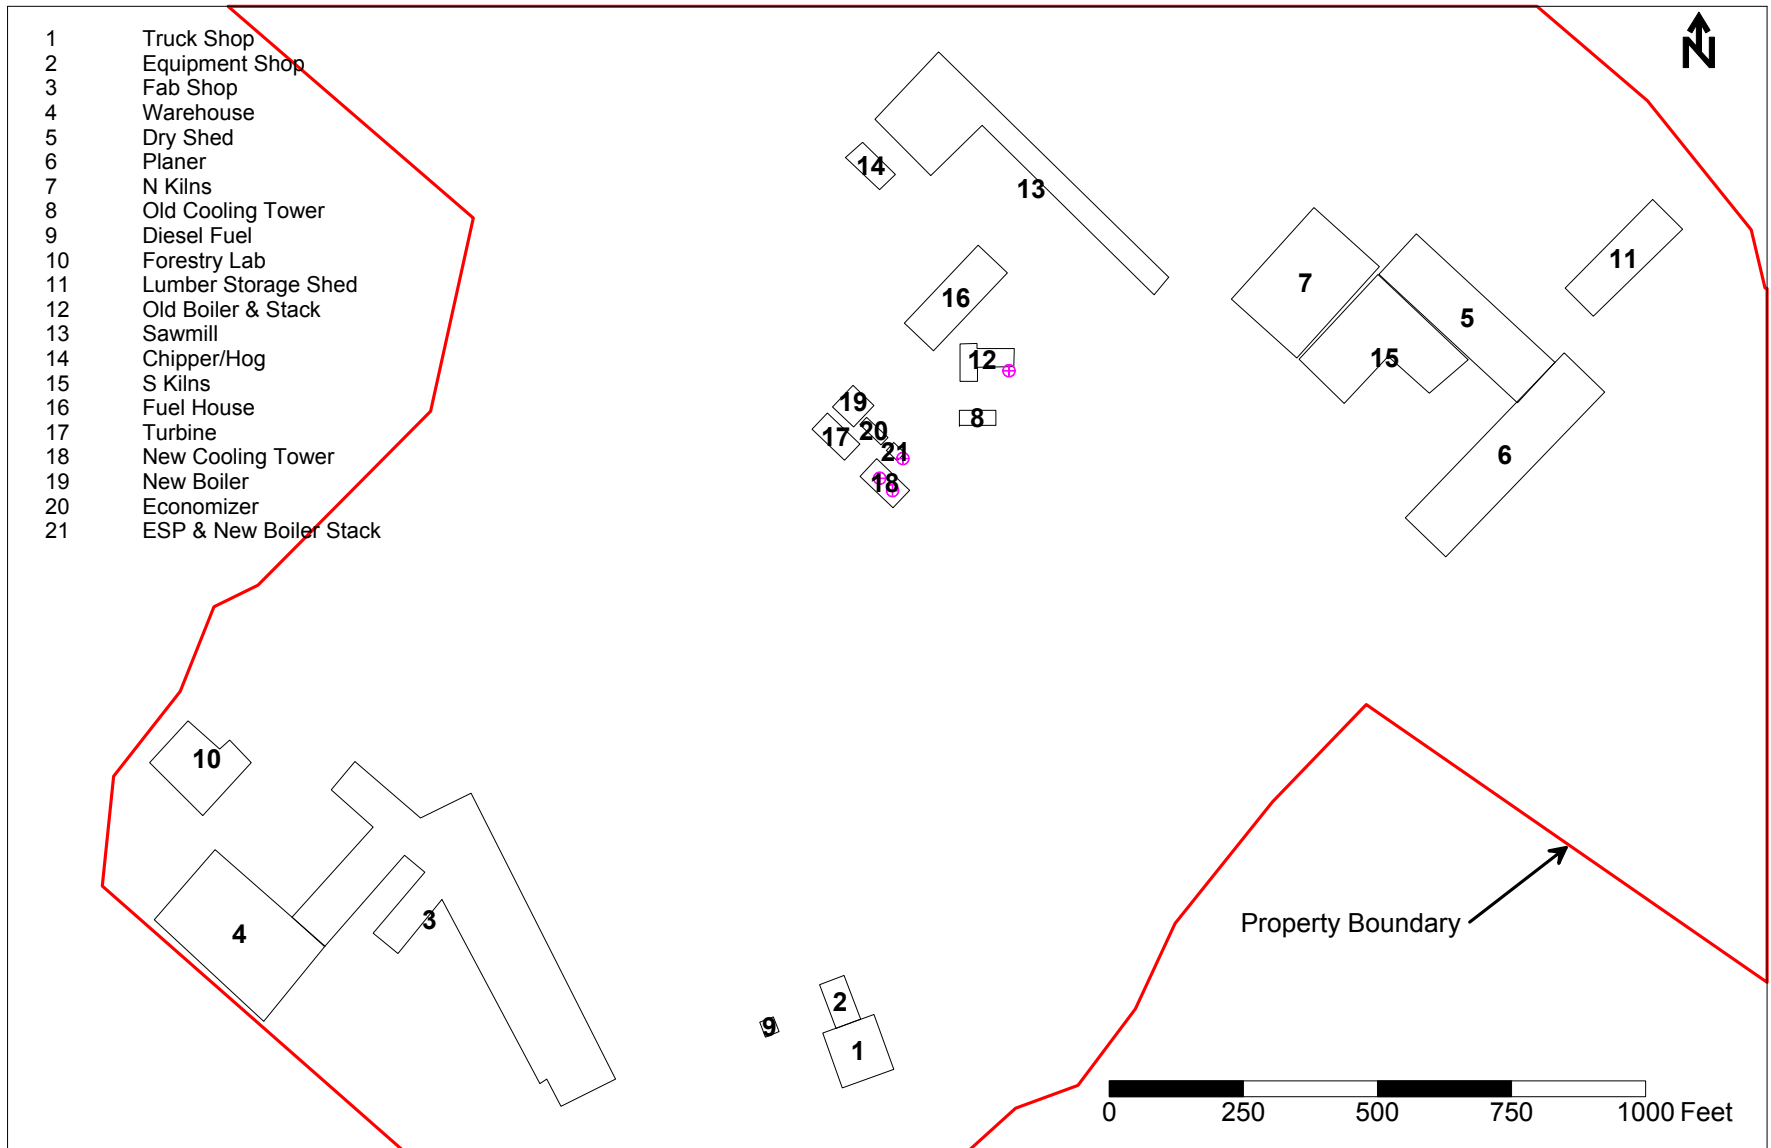 1 Truck Shop
2 Equipment Shop
3 Fab Shop
4 Warehouse
5 Dry Shed
6 Planer
7 N Kilns
8 Old Cooling Tower
9 Diesel Fuel
10 Forestry Lab
11 Lumber Storage Shed
12 Old Boiler & Stack
13 Sawmill
14 Chipper/Hog
15 S Kilns
16 Fuel House
17 Turbine
18 New Cooling Tower
19 New Boiler
20 Economizer
21 ESP & New Boiler Stack
N
14
13
7
11
16
5
15
12
19
8
20
17
21
6
18
10
4
3
Property Boundary
2
9
1
0 250 500 750 1000 Feet